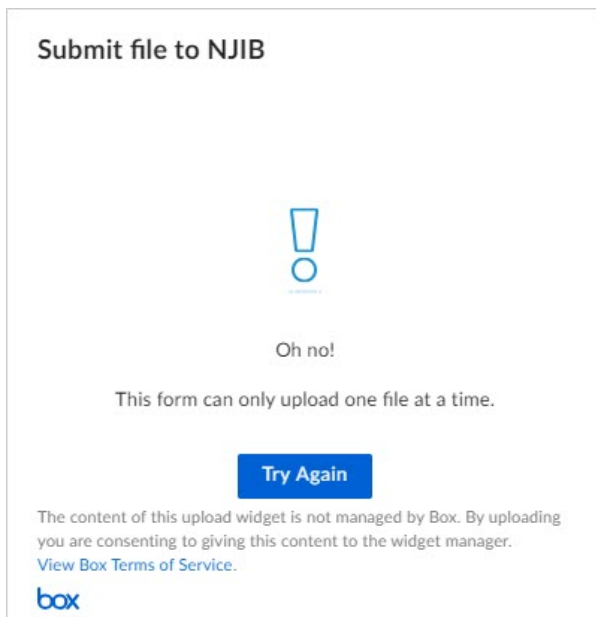 Submit file to NJIB
Oh no!
This form can only upload one file at a time.
Try Again
The content of this upload widget is not managed by Box. By uploading
you are consenting to giving this content to the widget manager.
View Box Terms of Service.
box